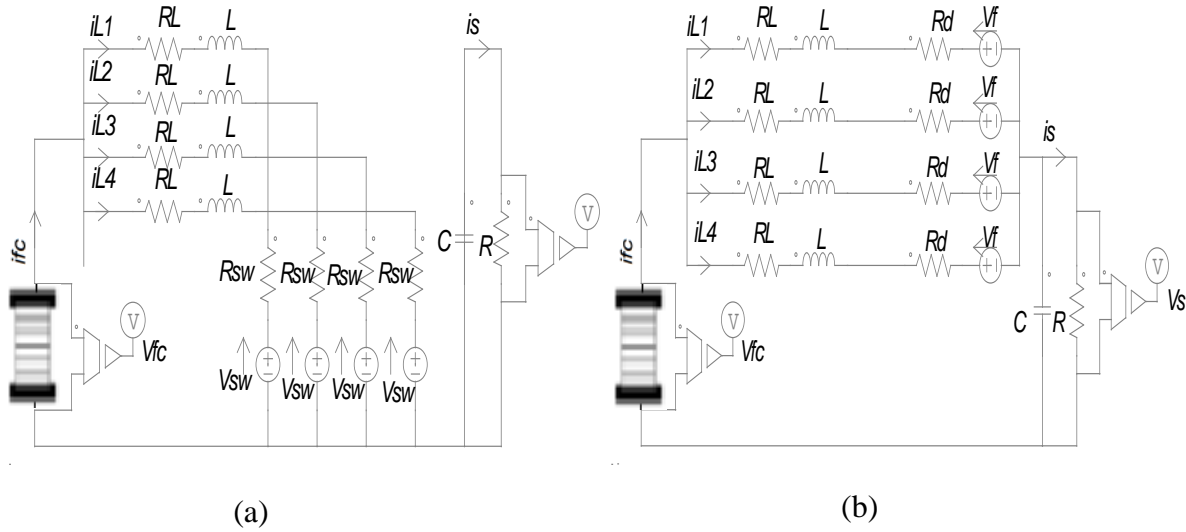 iL1 RL L
iL2 RL L
iL3 RL L
iL4 RL L
is
ifc
Rsw Rsw Rsw Rsw
C R
V
V
Vfc
Vsw Vsw Vsw Vsw
(a)
iL1 RL L Rd Vf
iL2 RL L Rd Vf
iL3 RL L Rd Vf
iL4 RL L Rd Vf
is
ifc
C R
V
Vs
V
Vfc
(b)